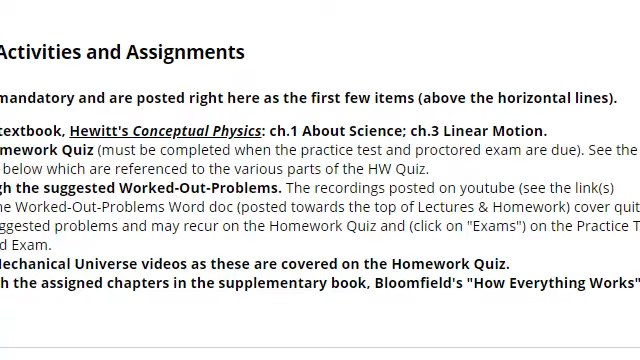 Activities and Assignments
mandatory and are posted right here as the first few items (above the horizontal lines).
textbook, Hewitt's Conceptual Physics: ch.1 About Science; ch.3 Linear Motion.
mework Quiz (must be completed when the practice test and proctored exam are due). See the
below which are referenced to the various parts of the HW Quiz.
gh the suggested Worked-Out-Problems. The recordings posted on youtube (see the link(s)
he Worked-Out-Problems Word doc (posted towards the top of Lectures & Homework) cover quit
ggested problems and may recur on the Homework Quiz and (click on "Exams") on the Practice T
d Exam.
Mechanical Universe videos as these are covered on the Homework Quiz.
h the assigned chapters in the supplementary book, Bloomfield's "How Everything Works"